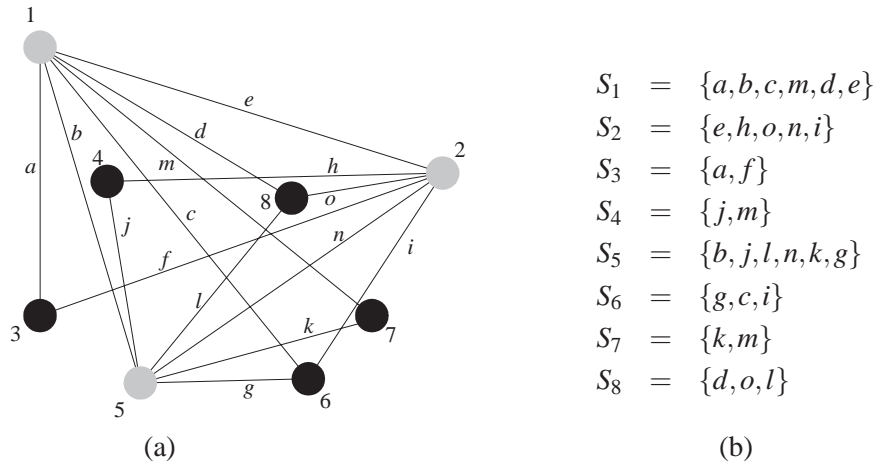 1
e
b
d
2
4
h
m
a
8
o
c
j
n
i
f
l
3
k
7
g
6
5
(a)
S1 = {a,b,c,m,d,e}
S2 = {e,h,o,n,i}
S3 = {a, f}
S4 = {j,m}
S5 = {b, j,l,n,k,g}
S6 = {g,c,i}
S7 = {k,m}
S8 = {d,o,l}
(b)